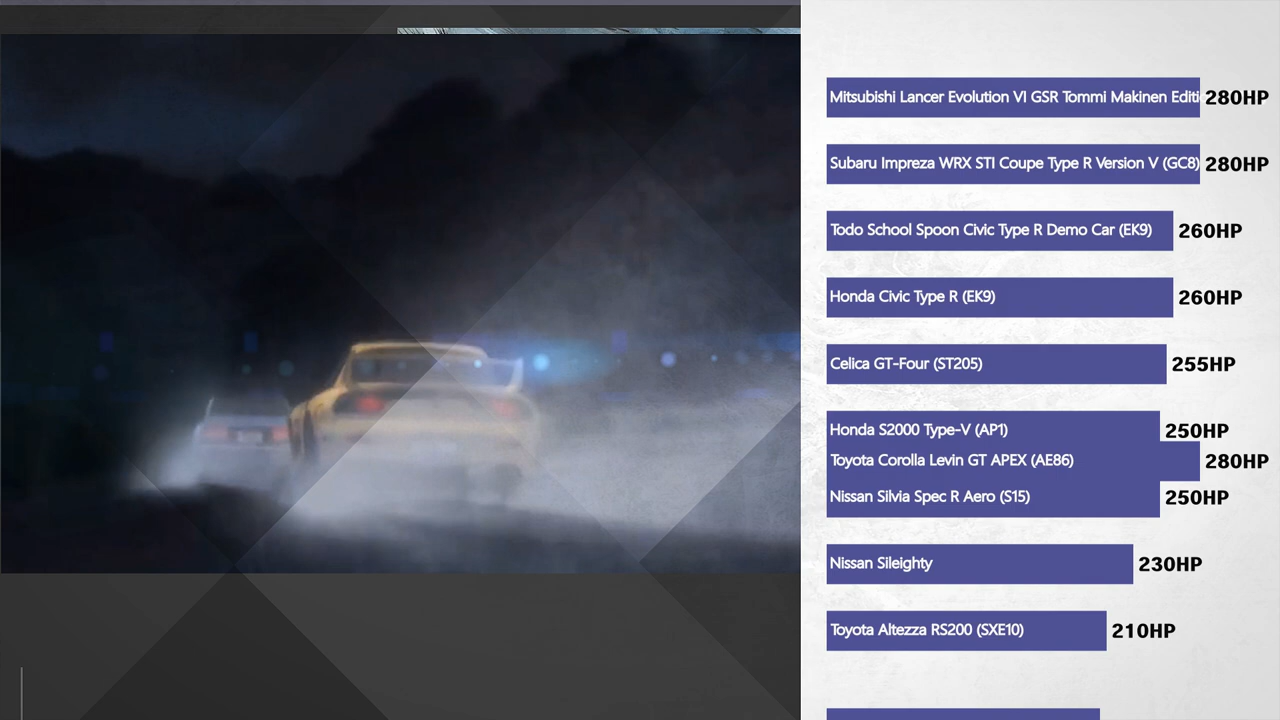 Mitsubishi Lancer Evolution VI GSR Tommi Makinen Editi 280HP
Subaru Impreza WRX STI Coupe Type R Version V (GC8) 280HP
Todo School Spoon Civic Type R Demo Car (EK9) 260HP
Honda Civic Type R (EK9) 260HP
Celica GT-Four (ST205) 255HP
Honda S2000 Type-V (AP1) 250HP
Toyota Corolla Levin GT APEX (AE86) 280HP
Nissan Silvia Spec R Aero (S15) 250HP
Nissan Sileighty 230HP
Toyota Altezza RS200 (SXE10) 210HP